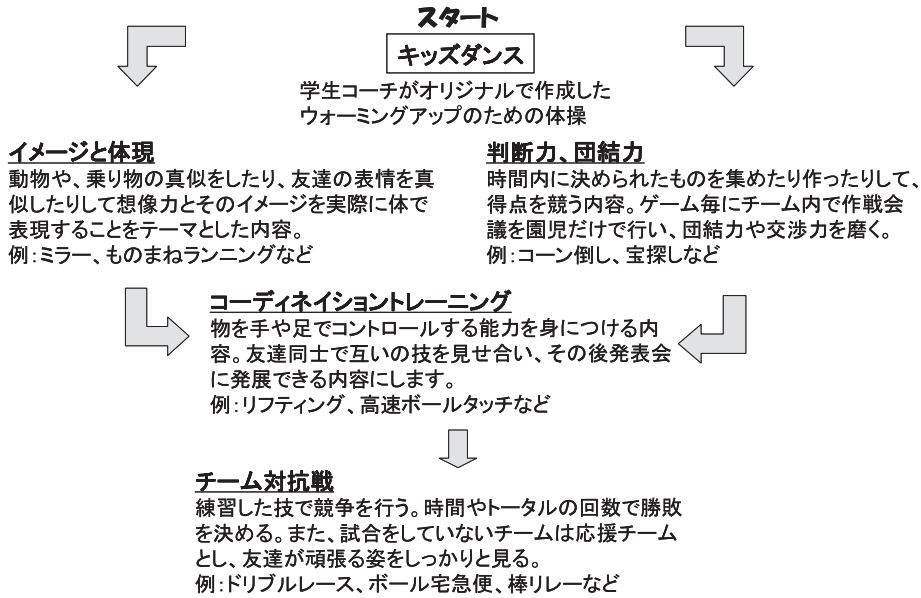 スタート
キッズダンス
学生コーチがオリジナルで作成した
ウォーミングアップのための体操
イメージと体現
動物や、乗り物の真似をしたり、友達の表情を真
似したりして想像力とそのイメージを実際に体で
表現することをテーマとした内容。
例：ミラー、ものまねランニングなど
判断力、団結力
時間内に決められたものを集めたり作ったりして、
得点を競う内容。ゲーム毎にチーム内で作戦会
議を園児だけで行い、団結力や交渉力を磨く。
例：コーン倒し、宝探しなど
コーディネイショントレーニング
物を手や足でコントロールする能力を身につける内
容。友達同士で互いの技を見せ合い、その後発表会
に発展できる内容にします。
例：リフティング、高速ボールタッチなど
チーム対抗戦
練習した技で競争を行う。時間やトータルの回数で勝敗
を決める。また、試合をしていないチームは応援チーム
とし、友達が頑張る姿をしっかりと見る。
例：ドリブルレース、ボール宅急便、棒リレーなど